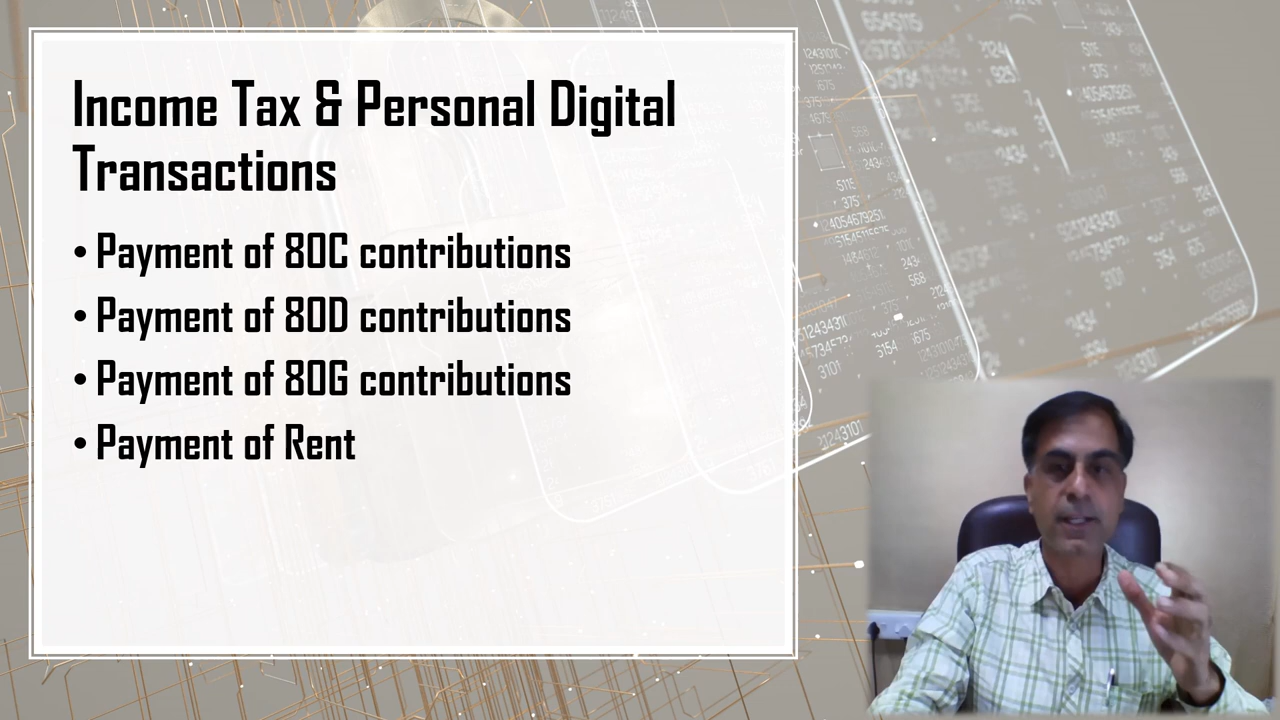 Income Tax & Personal Digital
Transactions
• Payment of 80C contributions
• Payment of 80D contributions
• Payment of 80G contributions
• Payment of Rent